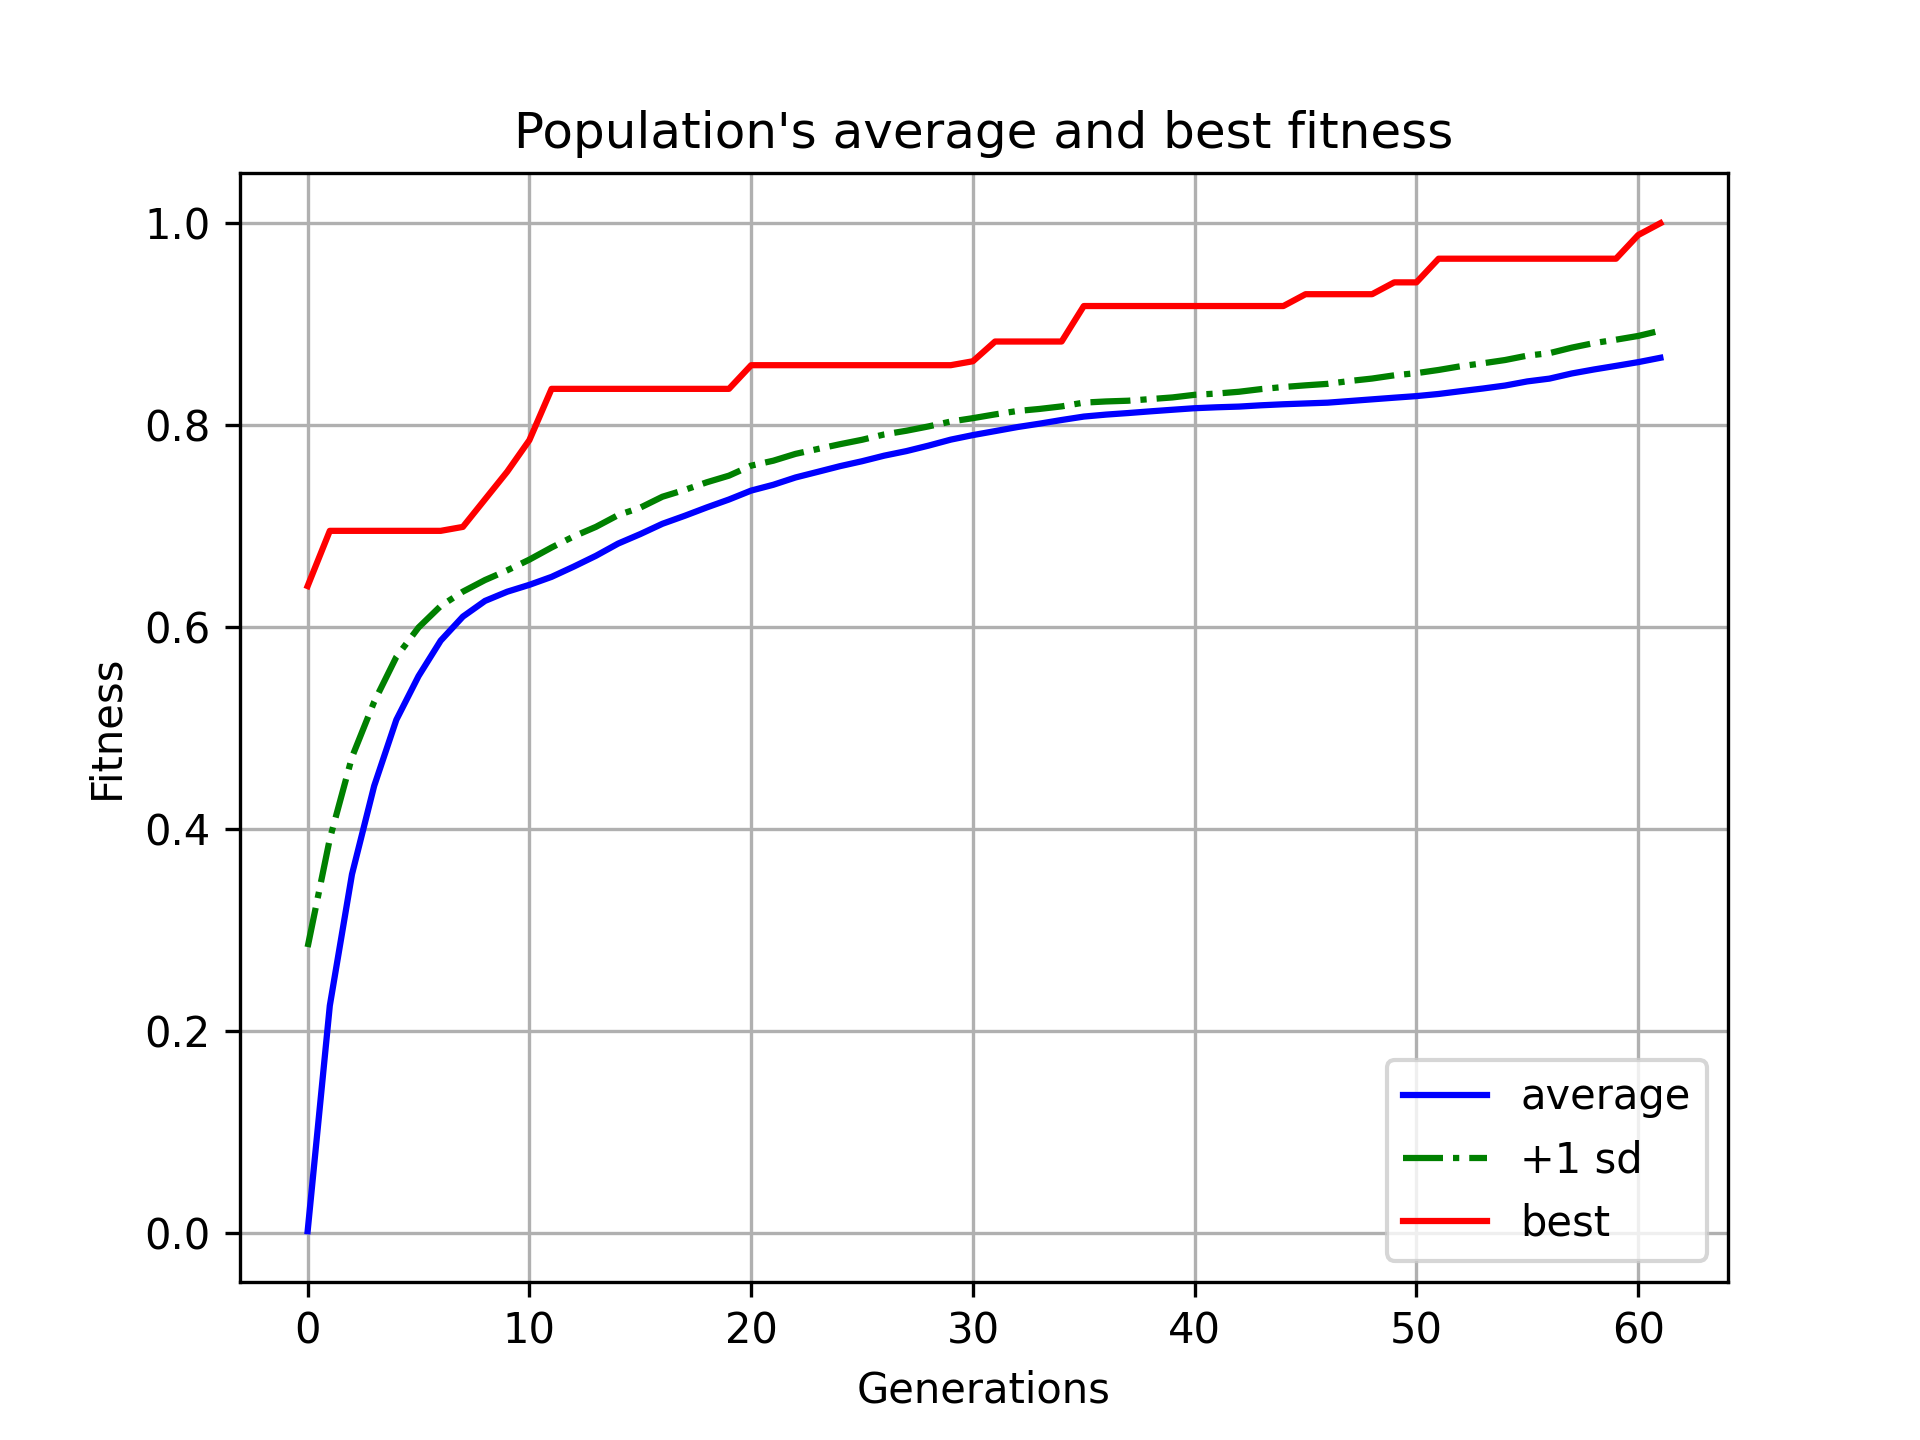 Population's average and best fitness
1.0
0.8
0.6
0.4
0.2
0.0
Fitness
average
+1 sd
best
0 10 20 30 40 50 60
Generations